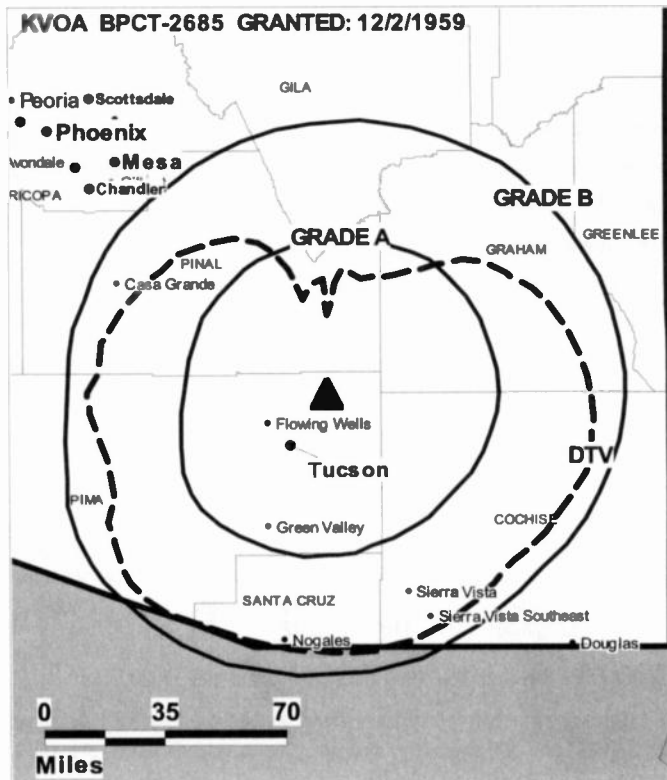 KVOA BPCT-2685 GRANTED: 12/2/1959
GILA
Peoria
Scottsdale
Phoenix
Avondale
Mesa
RICOPA
Chandler
GRADE B
GREENLEE
GRADE A
GRAHAM
PINAL
Casa Grande
Flowing Wells
Tucson
DTV
PIMA
Green Valley
COCHISE
SANTA CRUZ
Sierra Vista
Sierra Vista Southeast
Nogales
Douglas
0 35 70
Miles